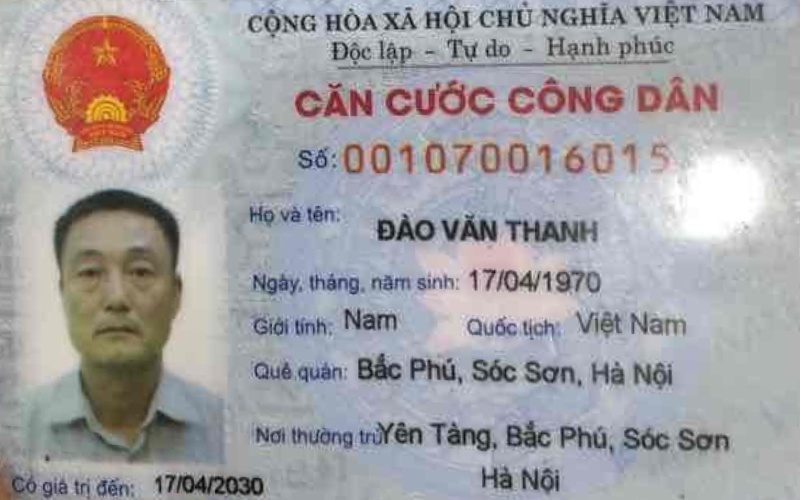 CỘNG HÒA XÃ HỘI CHỦ NGHĨA VIỆT NAM
Độc lập - Tự do - Hạnh phúc
CĂN CƯỚC CÔNG DÂN
Số: 001070016015
Họ và tên: ĐÀO VĂN THANH
Ngày, tháng, năm sinh: 17/04/1970
Giới tính: Nam Quốc tịch: Việt Nam
Quê quán: Bắc Phú, Sóc Sơn, Hà Nội
Nơi thường trú: Yên Tàng, Bắc Phú, Sóc Sơn
Hà Nội
Có giá trị đến: 17/04/2030